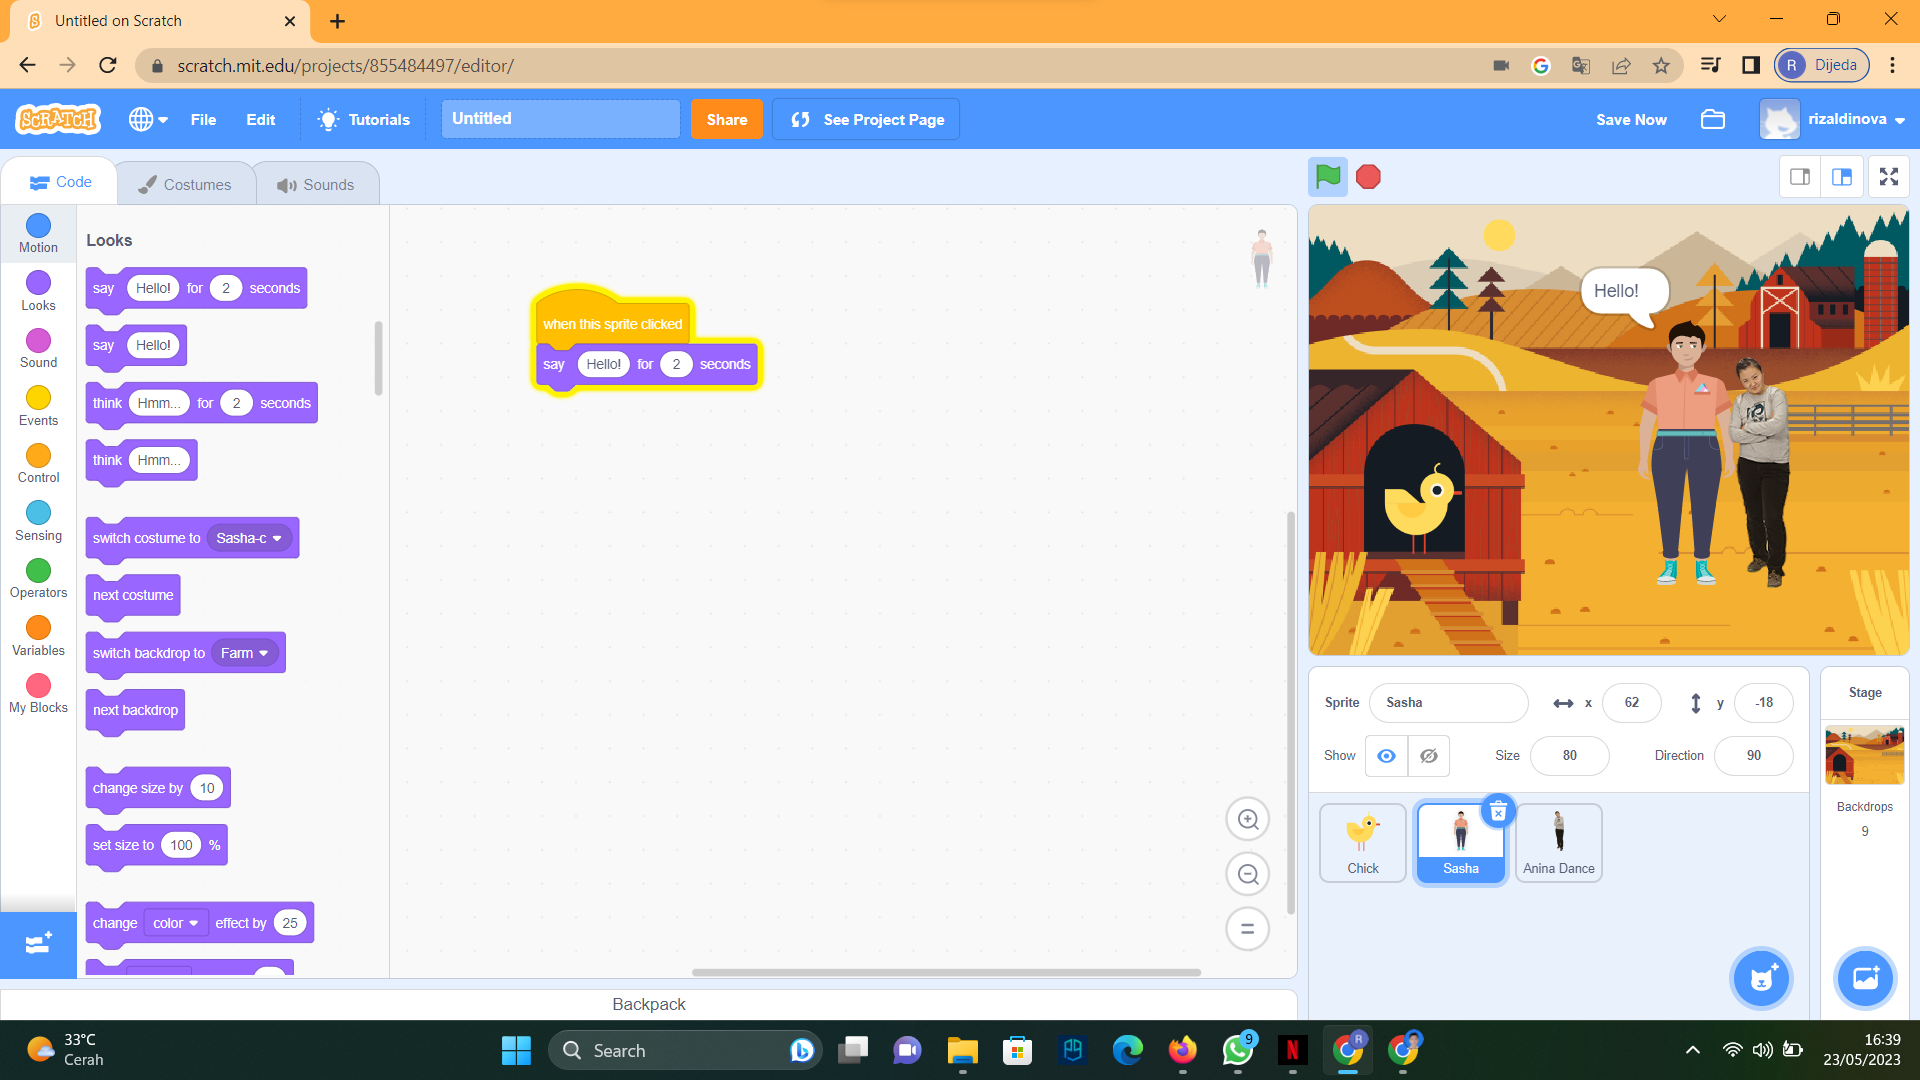 Untitled on Scratch
scratch.mit.edu/projects/855484497/editor/
R Dijeda
SCRATCH
File
Edit
Tutorials
Untitled
Share
See Project Page
Save Now
rizaldinova
Code
Costumes
Sounds
Motion
Looks
Sound
Events
Control
Sensing
Operators
Variables
My Blocks
Looks
say Hello! for 2 seconds
say Hello!
think Hmm... for 2 seconds
think Hmm...
switch costume to Sasha-c
next costume
switch backdrop to Farm
next backdrop
change size by 10
set size to 100 %
change color effect by 25
when this sprite clicked
say Hello! for 2 seconds
Backpack
Hello!
Sprite Sasha x 62 y -18
Show Size 80 Direction 90
Chick
Sasha
Anina Dance
Stage
Backdrops
9
33°C
Cerah
Search
9
N
R
16:39
23/05/2023